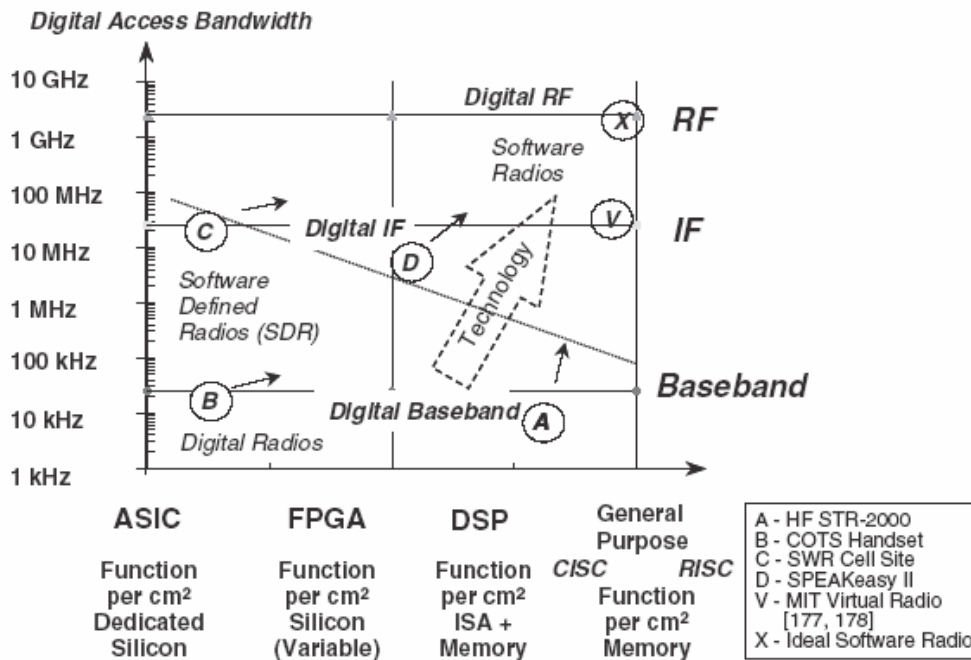 Digital Access Bandwidth
10 GHz
1 GHz
100 MHz
10 MHz
1 MHz
100 kHz
10 kHz
1 kHz
Digital RF
X
RF
Software
Radios
C
Digital IF
V
IF
D
Software
Defined
Radios (SDR)
Technology
B
Digital Baseband
A
Baseband
Digital Radios
ASIC
Function
per cm²
Dedicated
Silicon
FPGA
Function
per cm²
Silicon
(Variable)
DSP
Function
per cm²
ISA +
Memory
General
Purpose
CISC RISC
Function
per cm²
Memory
A - HF STR-2000
B - COTS Handset
C - SWR Cell Site
D - SPEAKeasy II
V - MIT Virtual Radio
[177, 178]
X - Ideal Software Radio